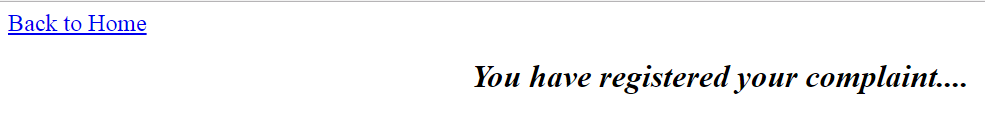 Back to Home
You have registered your complaint....